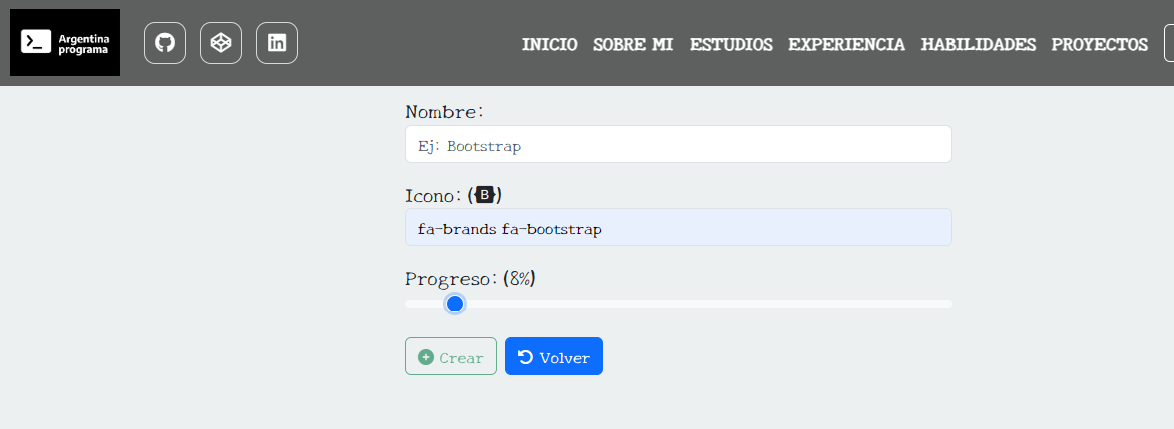 >_ Argentina
programa
INICIO SOBRE MI ESTUDIOS EXPERIENCIA HABILIDADES PROYECTOS
Nombre:
Ej: Bootstrap
Icono: (B)
fa-brands fa-bootstrap
Progreso: (8%)
Crear Volver